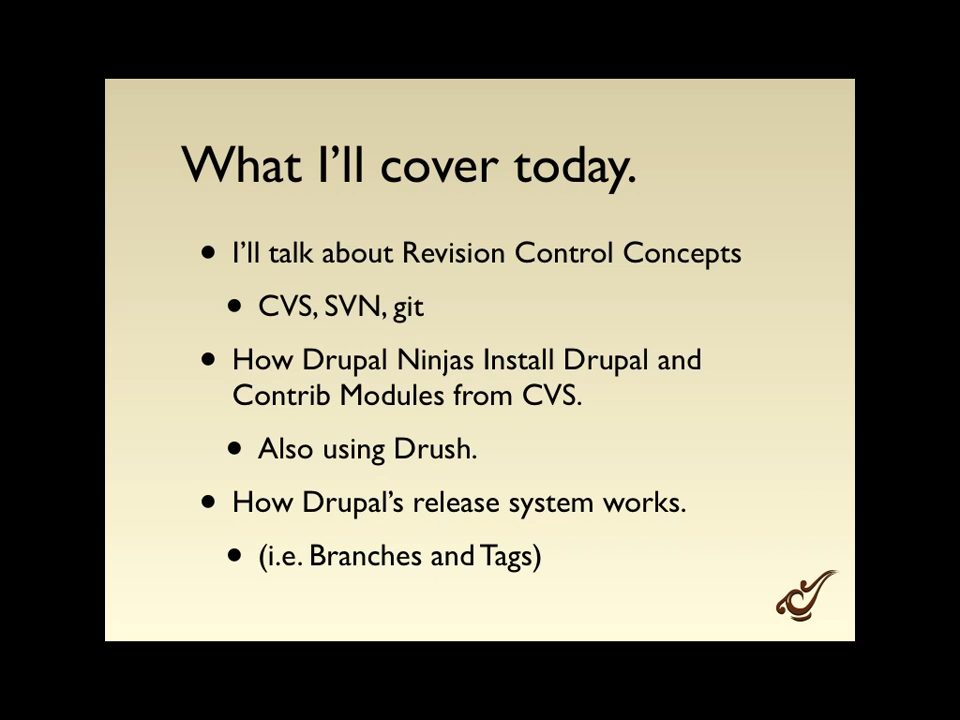 What I'll cover today.
• I'll talk about Revision Control Concepts
• CVS, SVN, git
• How Drupal Ninjas Install Drupal and
Contrib Modules from CVS.
• Also using Drush.
• How Drupal's release system works.
• (i.e. Branches and Tags)